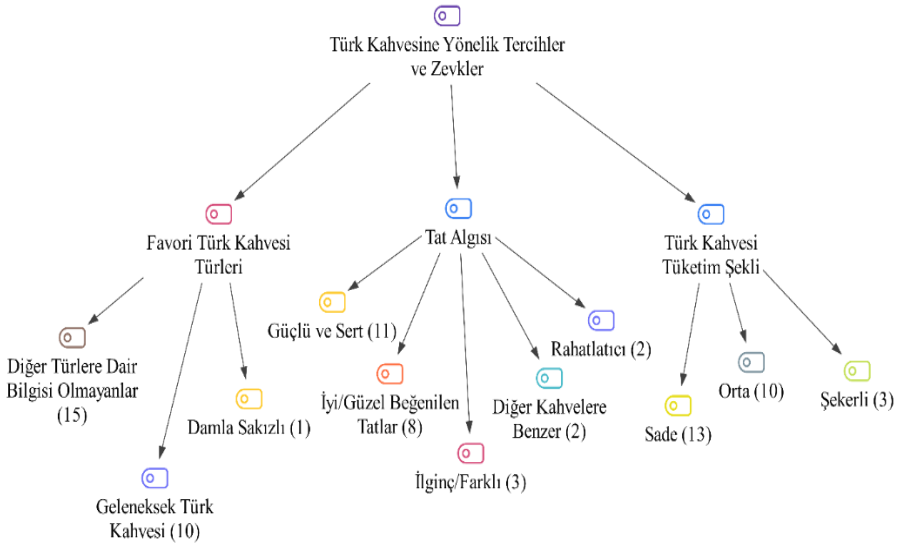 Türk Kahvesine Yönelik Tercihler
ve Zevkler
Favori Türk Kahvesi
Türleri
Tat Algısı
Türk Kahvesi
Tüketim Şekli
Diğer Türlere Dair
Bilgisi Olmayanlar
(15)
Geleneksek Türk
Kahvesi (10)
Damla Sakızlı (1)
Güçlü ve Sert (11)
İyi/Güzel Beğenilen
Tatlar (8)
İlginç/Farklı (3)
Diğer Kahvelere
Benzer (2)
Rahatlatıcı (2)
Sade (13)
Orta (10)
Şekerli (3)